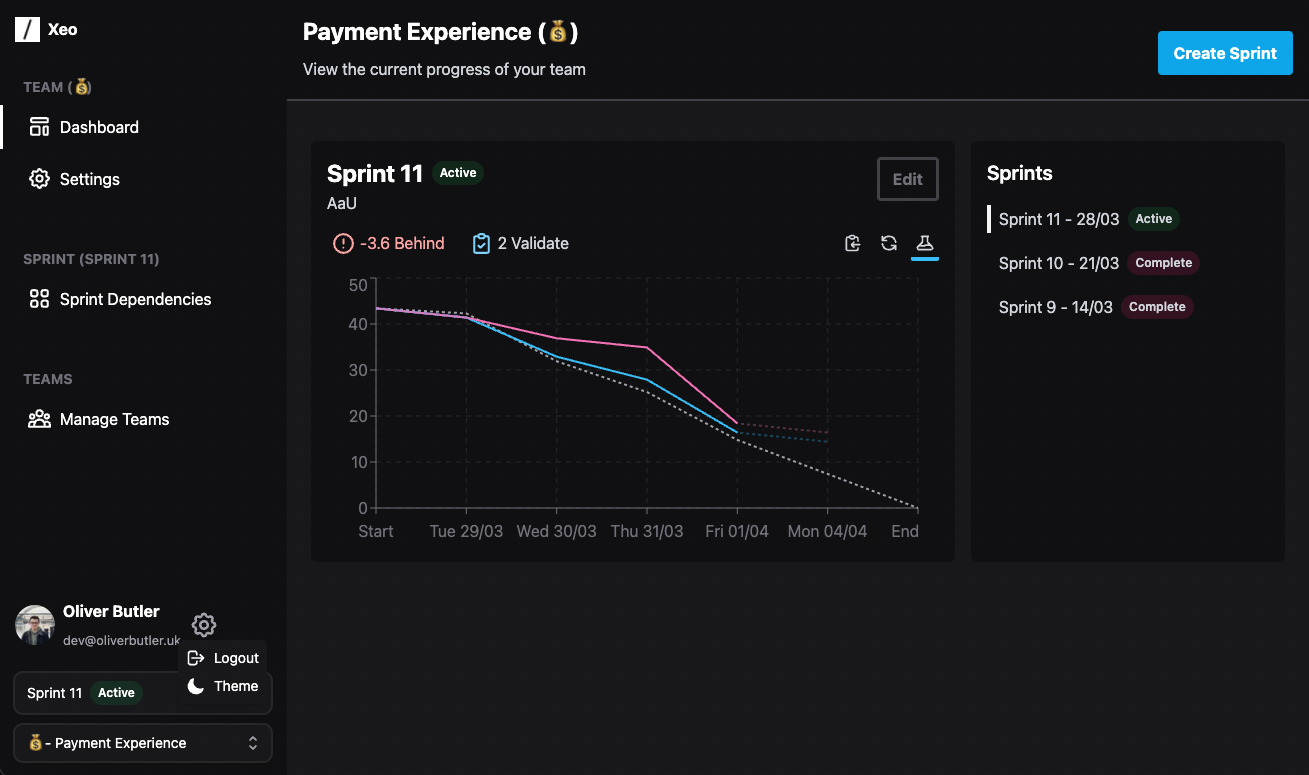 Xeo
TEAM (💰)
Dashboard
Settings
SPRINT (SPRINT 11)
Sprint Dependencies
TEAMS
Manage Teams
Oliver Butler
dev@oliverbutler.uk
Logout
Theme
Sprint 11 Active
💰 - Payment Experience
Payment Experience (💰)
View the current progress of your team
Create Sprint
Sprint 11 Active
AaU
Edit
-3.6 Behind
2 Validate
50
40
30
20
10
0
Start Tue 29/03 Wed 30/03 Thu 31/03 Fri 01/04 Mon 04/04 End
Sprints
Sprint 11 - 28/03 Active
Sprint 10 - 21/03 Complete
Sprint 9 - 14/03 Complete